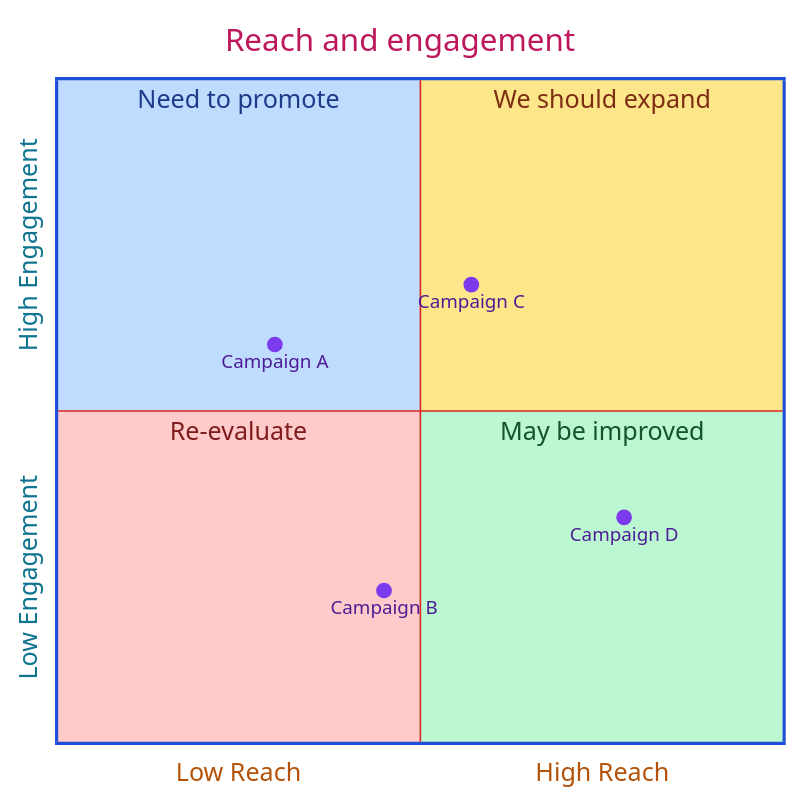 Reach and engagement
Need to promote
We should expand
High Engagement
Campaign C
Campaign A
Re-evaluate
May be improved
Low Engagement
Campaign D
Campaign B
Low Reach
High Reach